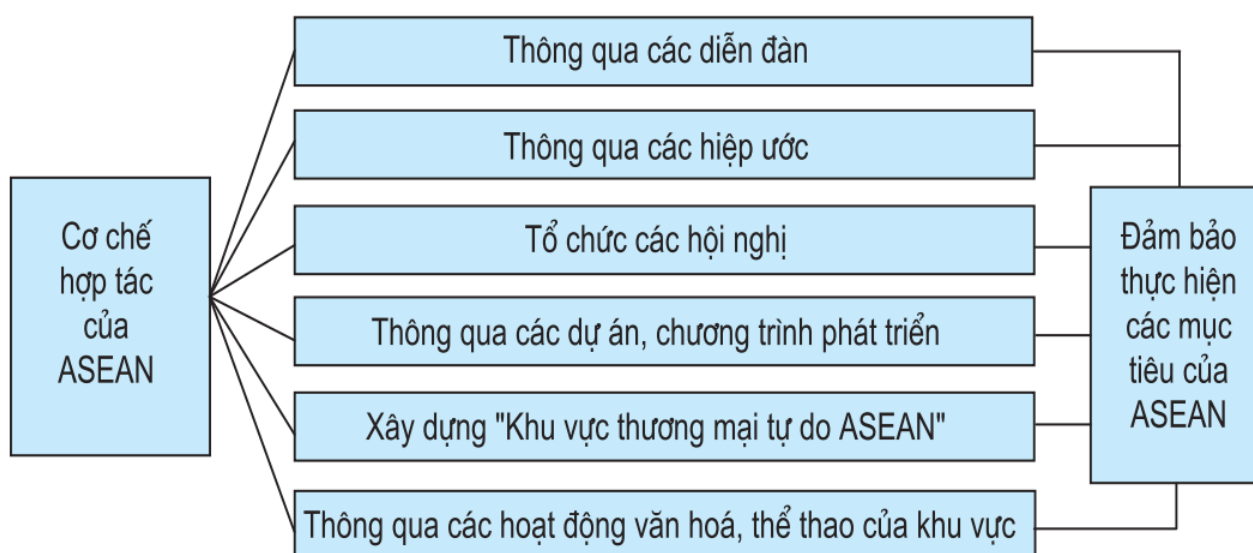 Cơ chế
hợp tác
của
ASEAN
Thông qua các diễn đàn
Thông qua các hiệp ước
Tổ chức các hội nghị
Thông qua các dự án, chương trình phát triển
Xây dựng "Khu vực thương mại tự do ASEAN"
Thông qua các hoạt động văn hoá, thể thao của khu vực
Đảm bảo
thực hiện
các mục
tiêu của
ASEAN